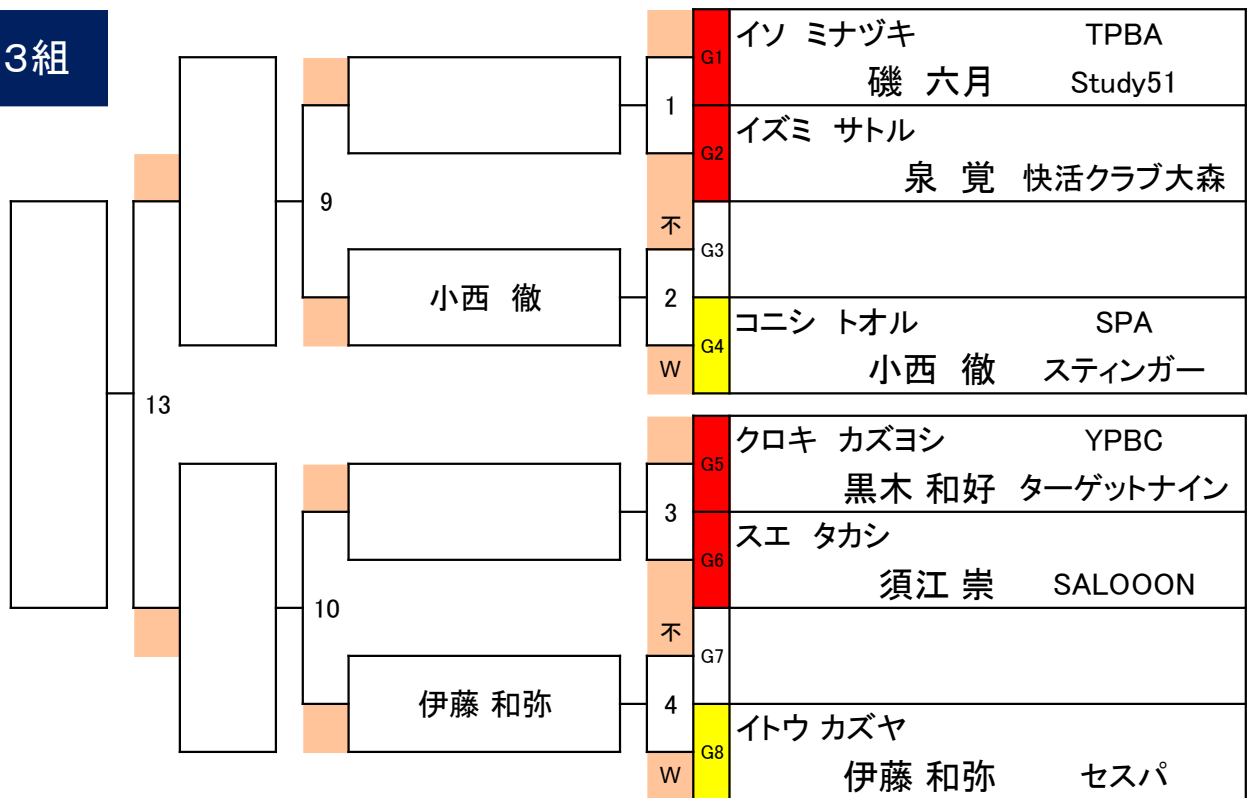 3組
G1 イソ ミナヅキ TPBA
磯 六月 Study51
1
G2 イズミ サトル
泉 覚 快活クラブ大森
9
不
G3
小西 徹
2
G4 コニシ トオル SPA
小西 徹 スティンガー
W
13
G5 クロキ カズヨシ YPBC
黒木 和好 ターゲットナイン
3
G6 スエ タカシ
須江 崇 SALOOON
10
不
G7
伊藤 和弥
4
G8 イトウ カズヤ
伊藤 和弥 セスパ
W